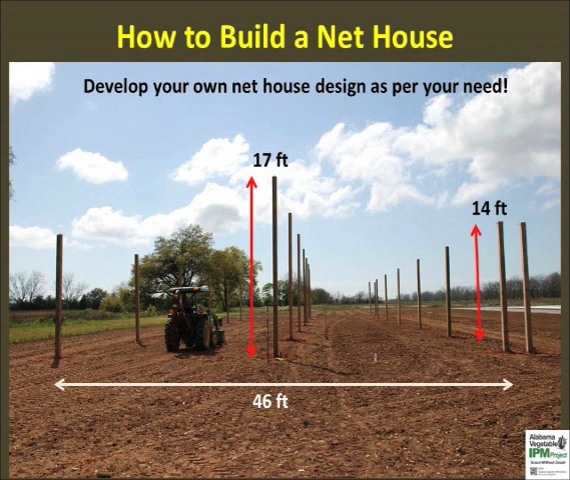 How to Build a Net House
Develop your own net house design as per your need!
17 ft
14 ft
46 ft
Alabama
Vegetable
IPM Project